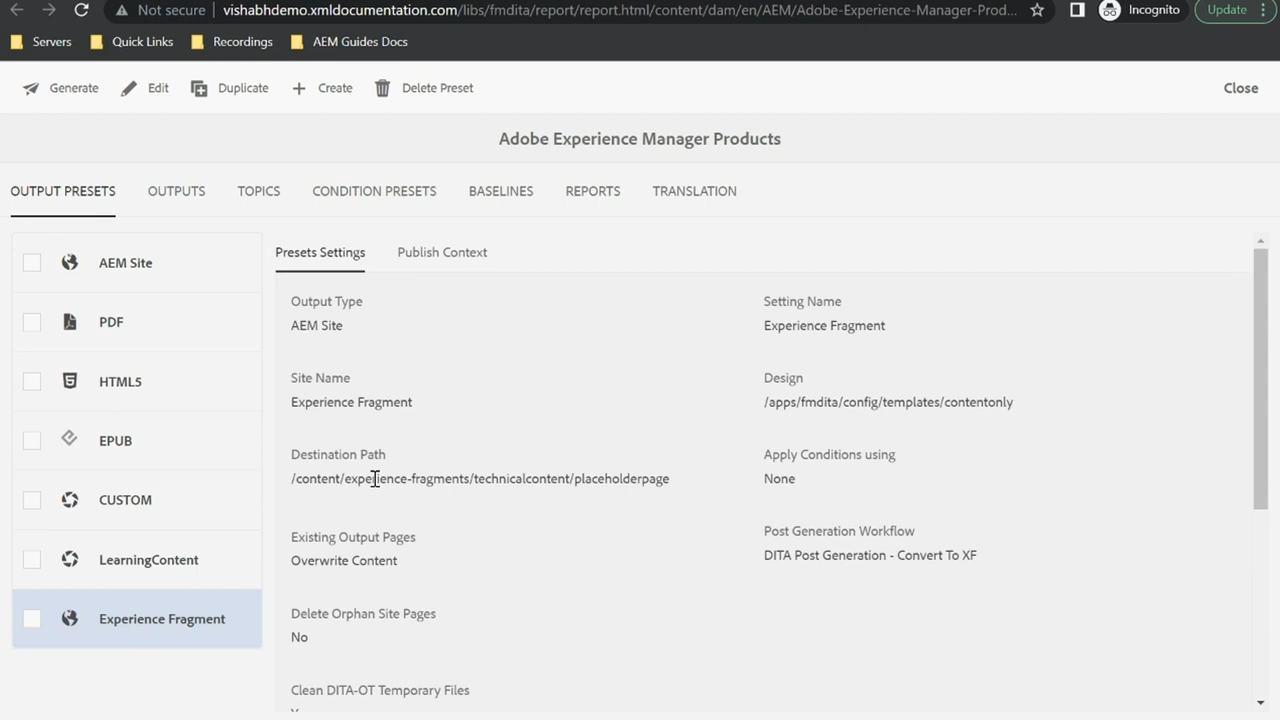 Not secure vishabhdemo.xmldocumentation.com/libs/fmdita/report/report.html/content/dam/en/AEM/Adobe-Experience-Manager-Prod... Incognito Update
Servers Quick Links Recordings AEM Guides Docs
Generate Edit Duplicate Create Delete Preset Close
Adobe Experience Manager Products
OUTPUT PRESETS OUTPUTS TOPICS CONDITION PRESETS BASELINES REPORTS TRANSLATION
AEM Site
PDF
HTML5
EPUB
CUSTOM
LearningContent
Experience Fragment
Presets Settings Publish Context
Output Type
AEM Site
Setting Name
Experience Fragment
Site Name
Experience Fragment
Design
/apps/fmdita/config/templates/contentonly
Destination Path
/content/experience-fragments/technicalcontent/placeholderpage
Apply Conditions using
None
Existing Output Pages
Overwrite Content
Post Generation Workflow
DITA Post Generation - Convert To XF
Delete Orphan Site Pages
No
Clean DITA-OT Temporary Files